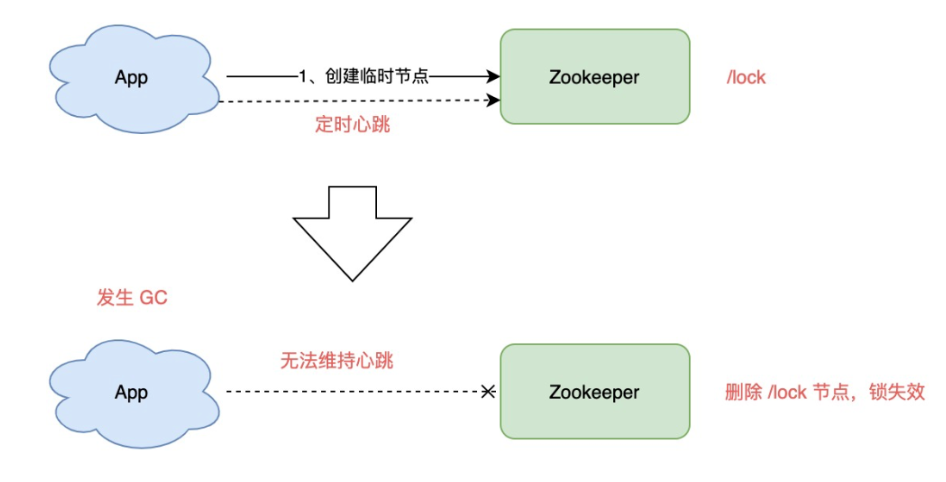 App
1、创建临时节点
Zookeeper
/lock
定时心跳
发生 GC
无法维持心跳
App
Zookeeper
删除 /lock 节点，锁失效